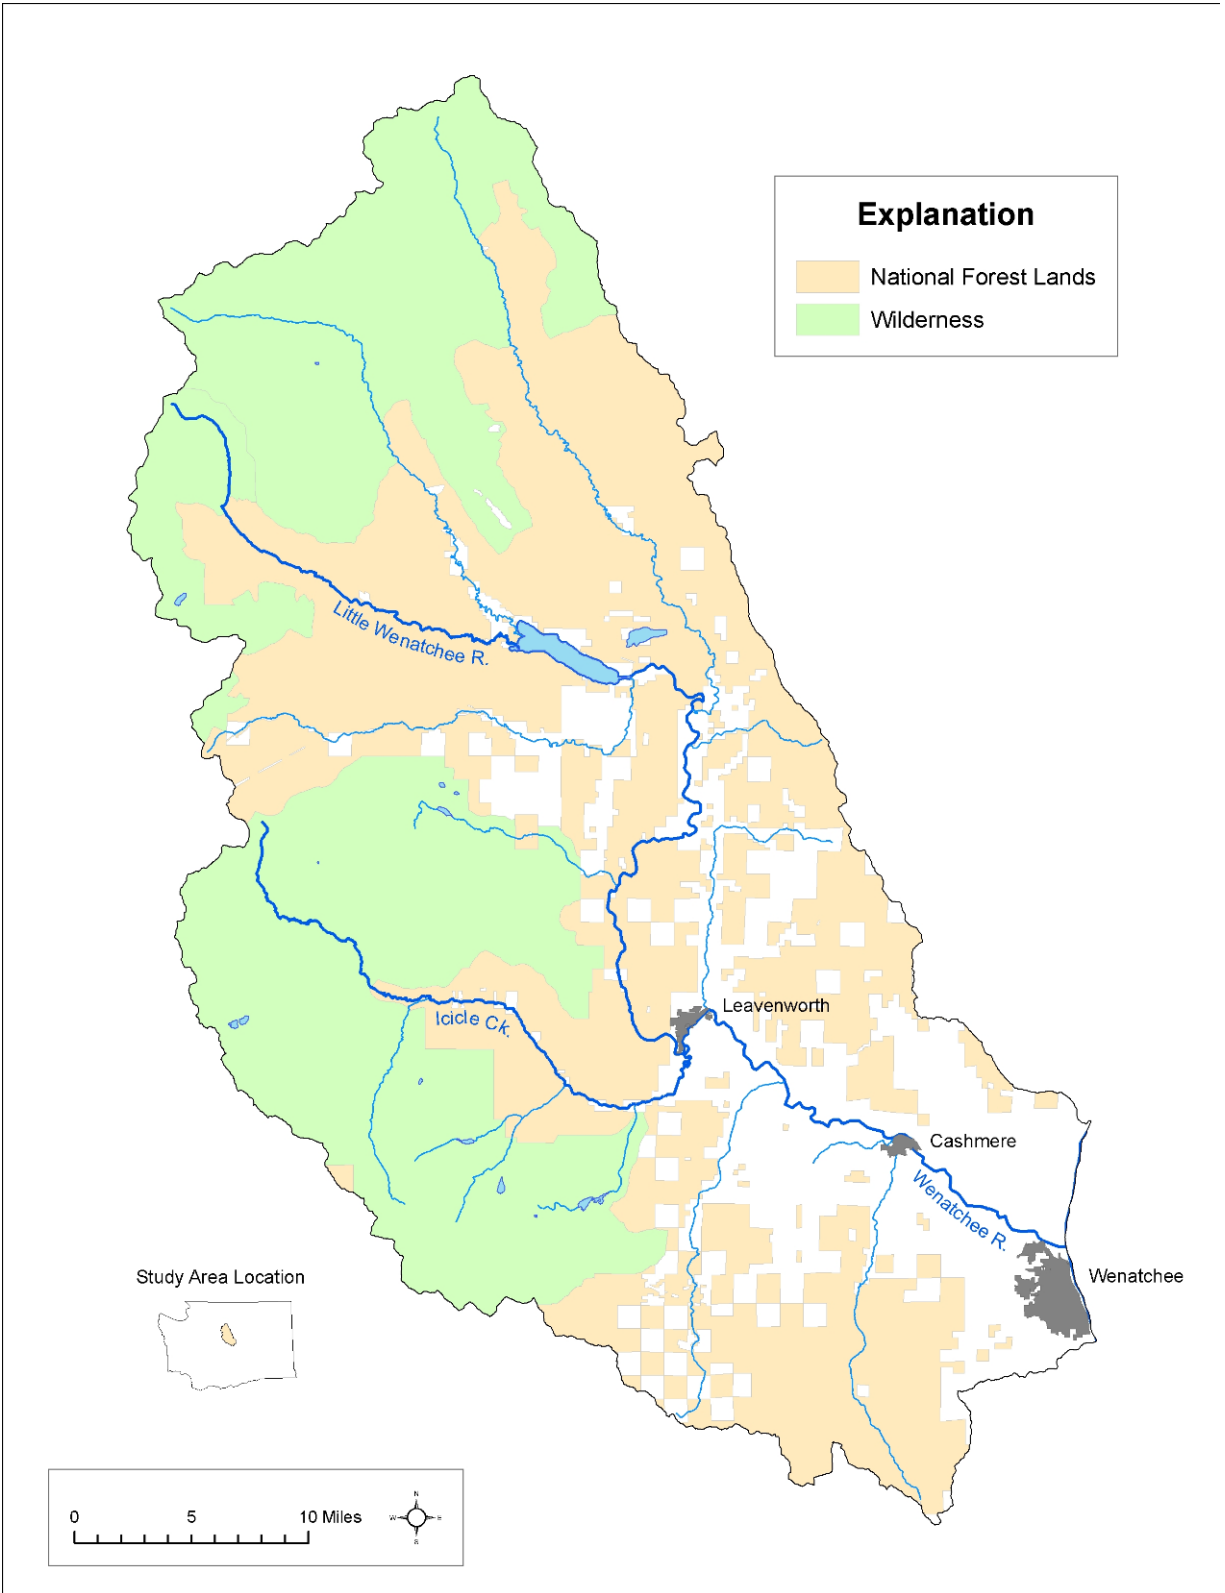 Explanation
National Forest Lands
Wilderness
Little Wenatchee R.
Icicle Ck.
Leavenworth
Cashmere
Wenatchee R.
Wenatchee
Study Area Location
0 5 10 Miles
N
W E
S